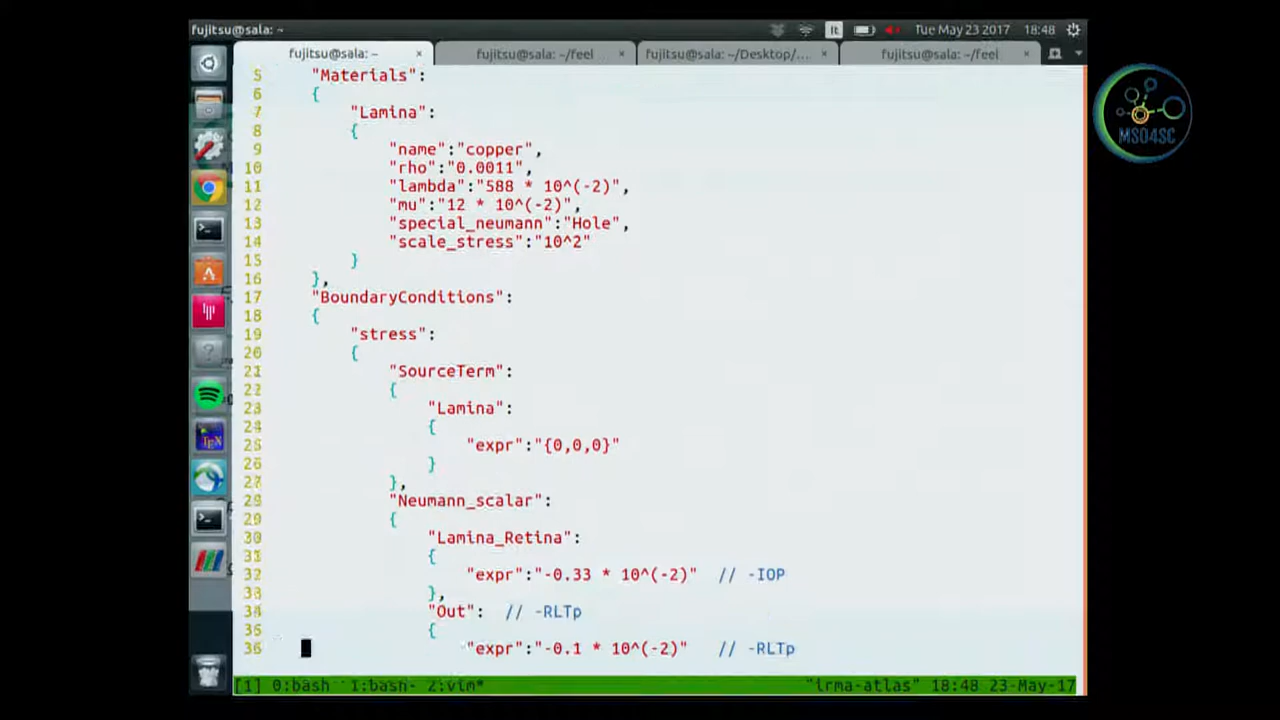 fujitsu@sala: ~
lt
Tue May 23 2017 18:48
fujitsu@sala: ~ ×
fujitsu@sala: ~/feel ×
fujitsu@sala: ~/Desktop/... ×
fujitsu@sala: ~/feel ×
5 "Materials":
6 {
7 "Lamina":
8 {
9 "name":"copper",
10 "rho":"0.0011",
11 "lambda":"588 * 10^(-2)",
12 "mu":"12 * 10^(-2)",
13 "special_neumann":"Hole",
14 "scale_stress":"10^2"
15 }
16 },
17 "BoundaryConditions":
18 {
19 "stress":
20 {
21 "SourceTerm":
22 {
23 "Lamina":
24 {
25 "expr":"{0,0,0}"
26 }
27 },
28 "Neumann_scalar":
29 {
30 "Lamina_Retina":
31 {
32 "expr":"-0.33 * 10^(-2)" // -IOP
33 },
34 "Out": // -RLTp
35 {
36 "expr":"-0.1 * 10^(-2)" // -RLTp
[1] 0:bash 1:bash- 2:vim* "irma-atlas" 18:48 23-May-17
MSO4SC